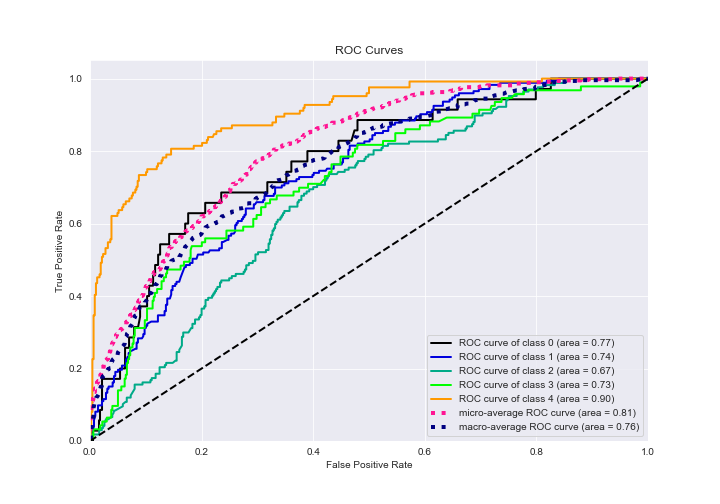 ROC Curves
True Positive Rate
1.0
0.8
0.6
0.4
0.2
0.0
0.0 0.2 0.4 0.6 0.8 1.0
False Positive Rate
ROC curve of class 0 (area = 0.77)
ROC curve of class 1 (area = 0.74)
ROC curve of class 2 (area = 0.67)
ROC curve of class 3 (area = 0.73)
ROC curve of class 4 (area = 0.90)
micro-average ROC curve (area = 0.81)
macro-average ROC curve (area = 0.76)